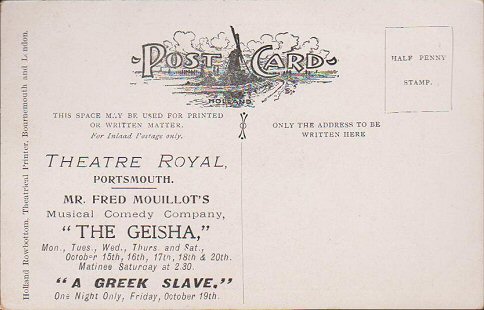 POST CARD
HOLLAND
HALF PENNY
STAMP.
THIS SPACE MAY BE USED FOR PRINTED
OR WRITTEN MATTER.
For Inland Postage only.
ONLY THE ADDRESS TO BE
WRITTEN HERE
THEATRE ROYAL,
PORTSMOUTH.
MR. FRED MOUILLOT'S
Musical Comedy Company,
"THE GEISHA,"
Mon., Tues., Wed., Thurs. and Sat.,
October 15th, 16th, 17th, 18th & 20th.
Matinee Saturday at 2.30.
"A GREEK SLAVE."
One Night Only, Friday, October 19th.
Holland Rowbottom, Theatrical Printer, Bournemouth and London.